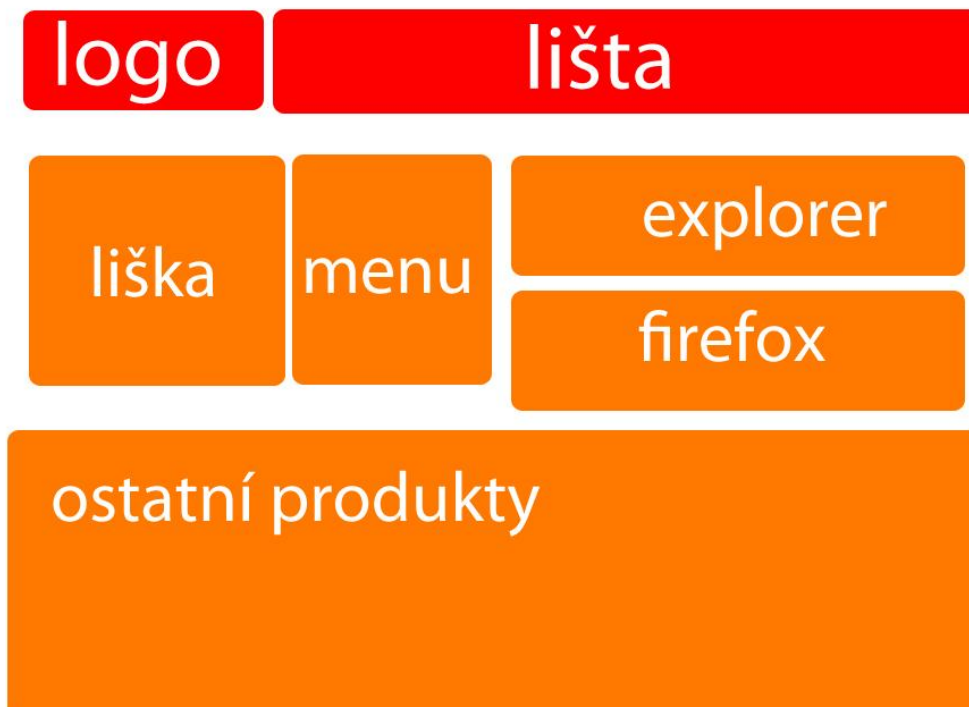 logo
lišta
liška
menu
explorer
firefox
ostatní produkty